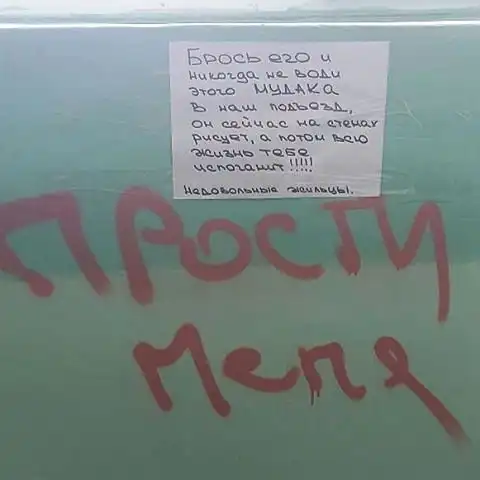 Брось его и
никогда не води
этого МУДАКА
в наш подъезд,
он сейчас на стенах
рисует, а потом всю
жизнь тебе
испоганит!!!!!
Недовольные жильцы.
ПРОСТИ
меня